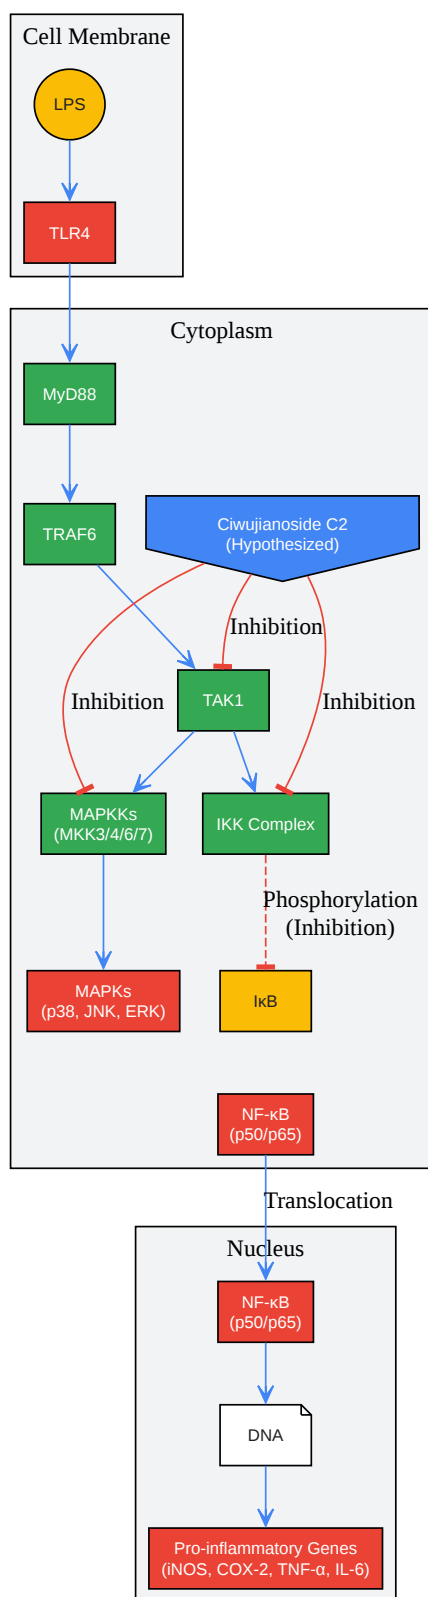 Cell Membrane
LPS
TLR4
Cytoplasm
MyD88
TRAF6
Ciwujianoside C2
(Hypothesized)
Inhibition
Inhibition
Inhibition
TAK1
MAPKKs
(MKK3/4/6/7)
IKK Complex
Phosphorylation
(Inhibition)
MAPKs
(p38, JNK, ERK)
IκB
NF-κB
(p50/p65)
Translocation
Nucleus
NF-κB
(p50/p65)
DNA
Pro-inflammatory Genes
(iNOS, COX-2, TNF-α, IL-6)